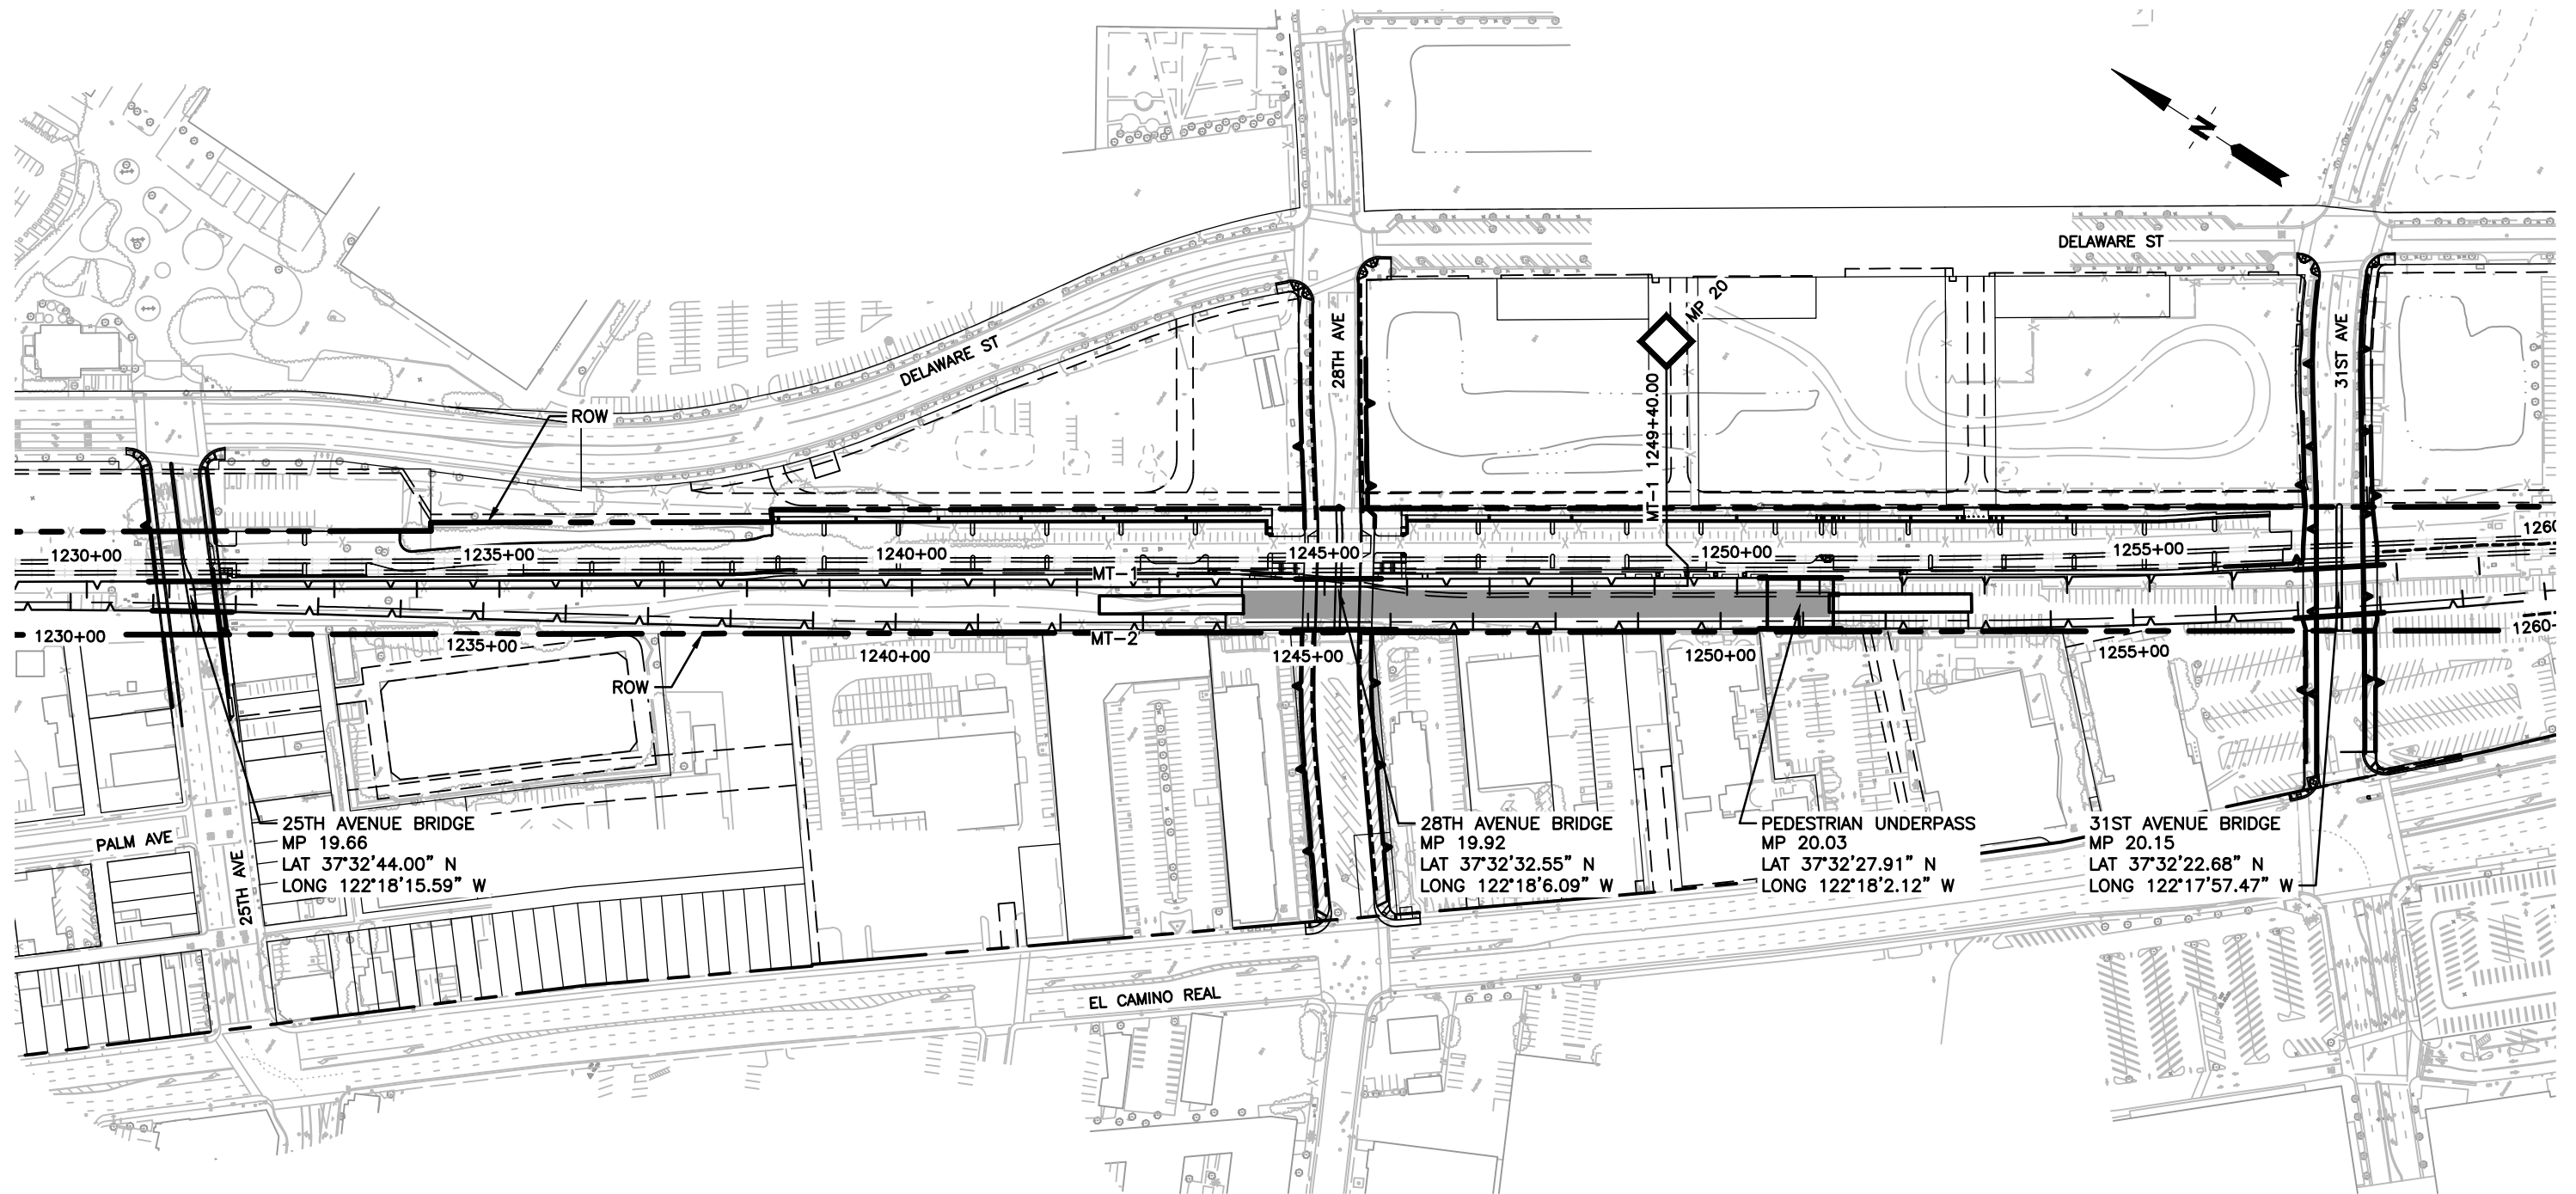 -N-
DELAWARE ST
MP 20
28TH AVE
31ST AVE
DELAWARE ST
MT-1 1249+40.00
ROW
1230+00
1235+00
1240+00
1245+00
1250+00
1255+00
1260
MT-1
1230+00
1235+00
MT-2
1240+00
1245+00
1250+00
1255+00
1260
ROW
25TH AVENUE BRIDGE
MP 19.66
LAT 37°32'44.00" N
LONG 122°18'15.59" W
28TH AVENUE BRIDGE
MP 19.92
LAT 37°32'32.55" N
LONG 122°18'6.09" W
PEDESTRIAN UNDERPASS
MP 20.03
LAT 37°32'27.91" N
LONG 122°18'2.12" W
31ST AVENUE BRIDGE
MP 20.15
LAT 37°32'22.68" N
LONG 122°17'57.47" W
PALM AVE
25TH AVE
EL CAMINO REAL